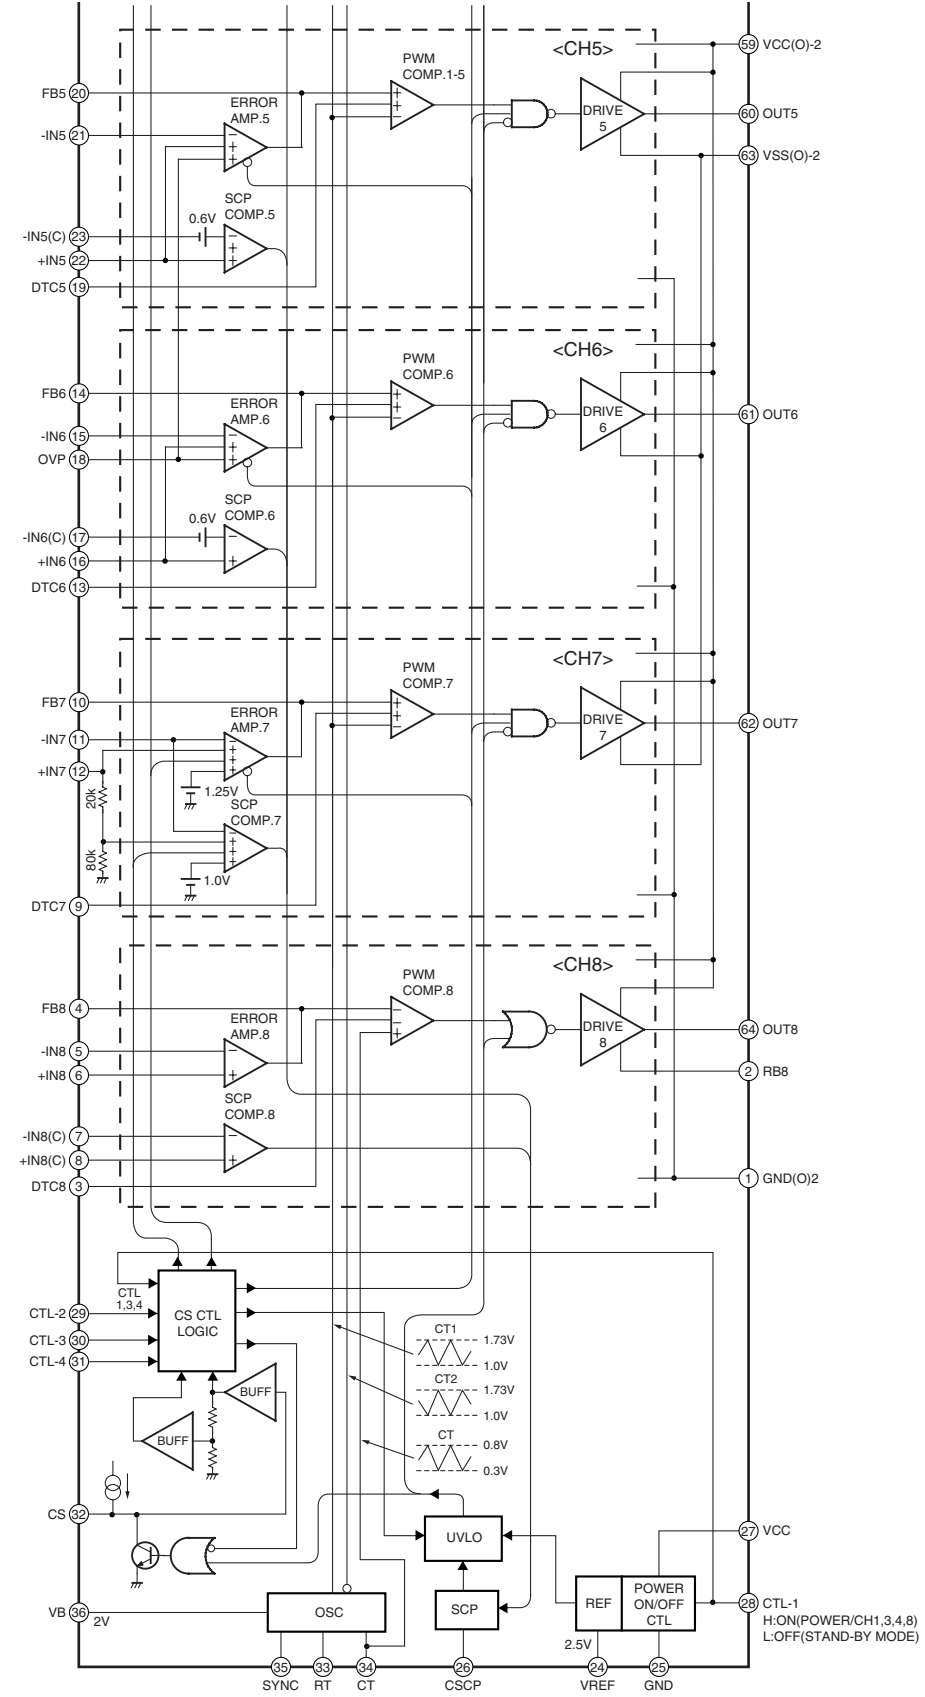 <CH5>
59 VCC(O)-2
PWM
COMP.1-5
FB5 20
ERROR
AMP.5
-IN5 21
DRIVE
5
60 OUT5
63 VSS(O)-2
SCP
COMP.5
0.6V
-IN5(C) 23
+IN5 22
DTC5 19
<CH6>
PWM
COMP.6
FB6 14
ERROR
AMP.6
-IN6 15
OVP 18
DRIVE
6
61 OUT6
SCP
COMP.6
0.6V
-IN6(C) 17
+IN6 16
DTC6 13
<CH7>
PWM
COMP.7
FB7 10
ERROR
AMP.7
-IN7 11
+IN7 12
DRIVE
7
62 OUT7
20k
1.25V
SCP
COMP.7
80k
1.0V
DTC7 9
<CH8>
PWM
COMP.8
FB8 4
ERROR
AMP.8
-IN8 5
+IN8 6
DRIVE
8
64 OUT8
2 RB8
SCP
COMP.8
-IN8(C) 7
+IN8(C) 8
DTC8 3
1 GND(O)2
CTL
1,3,4
CTL-2 29
CTL-3 30
CTL-4 31
CS CTL
LOGIC
CT1
1.73V
1.0V
CT2
1.73V
1.0V
CT
0.8V
0.3V
BUFF
BUFF
CS 32
UVLO
27 VCC
VB 36
2V
OSC
SCP
REF
POWER
ON/OFF
CTL
28 CTL-1
H:ON(POWER/CH1,3,4,8)
L:OFF(STAND-BY MODE)
2.5V
35 33 34 26 24 25
SYNC RT CT CSCP VREF GND